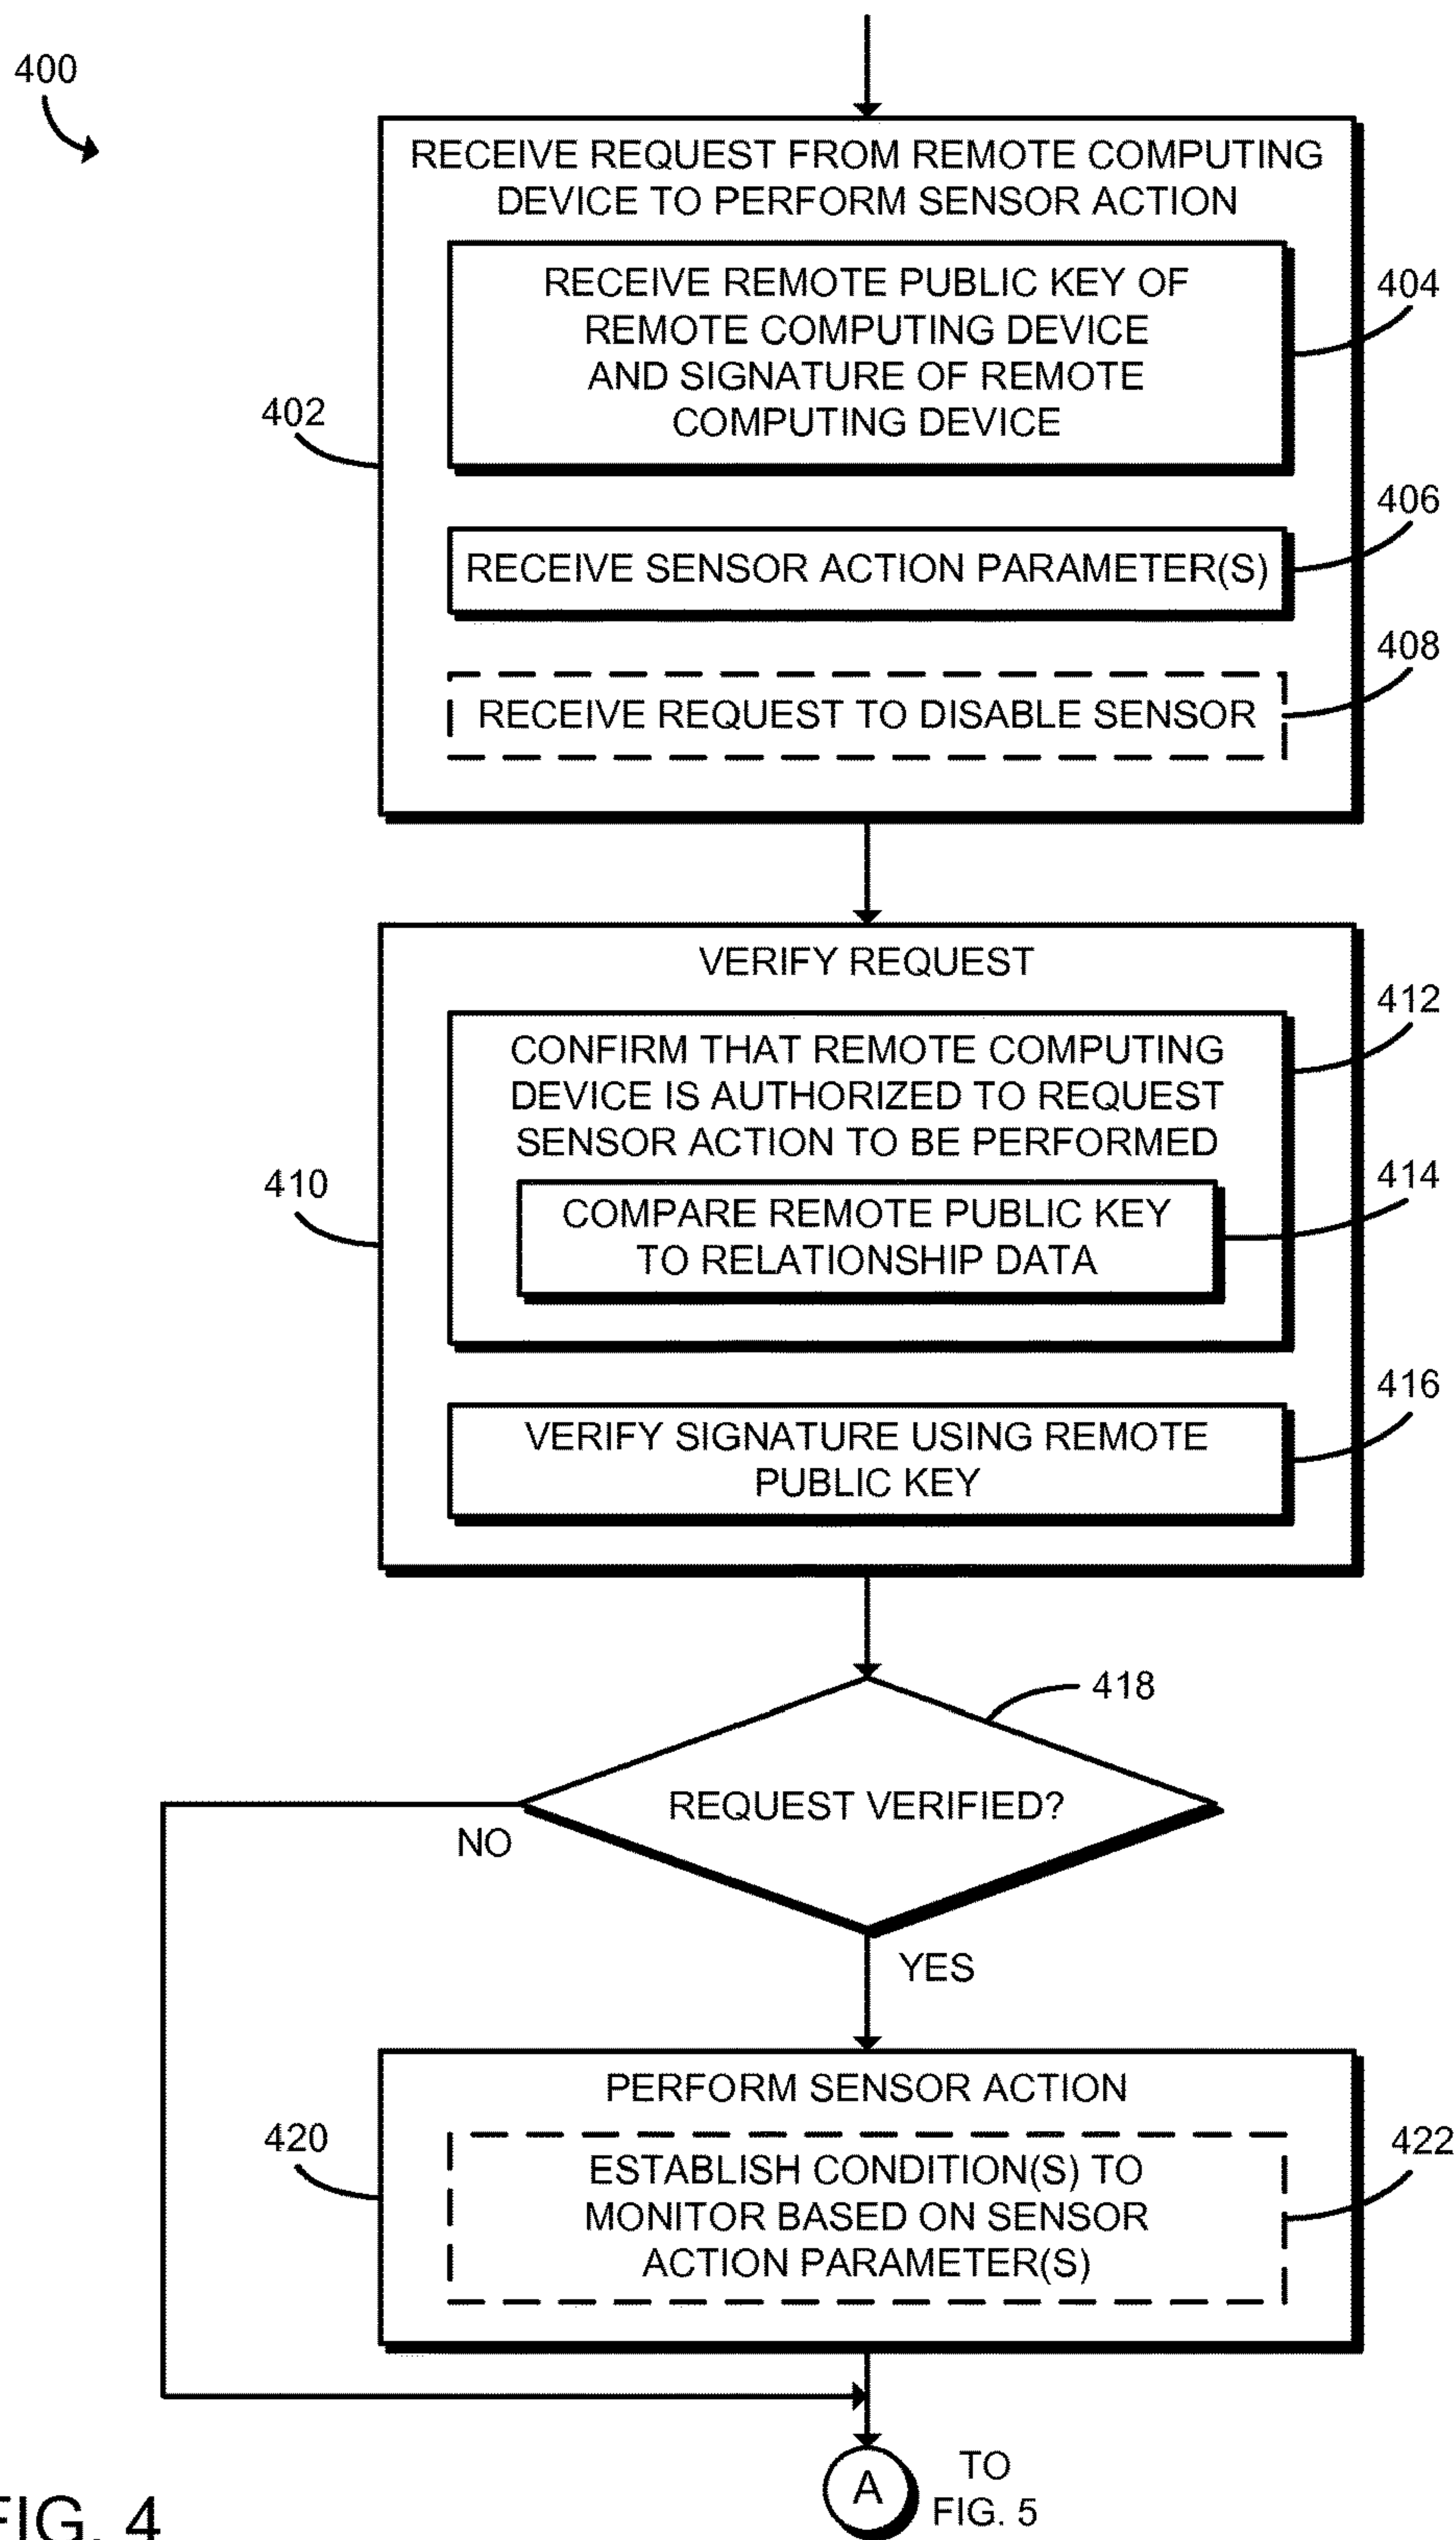 400
RECEIVE REQUEST FROM REMOTE COMPUTING
DEVICE TO PERFORM SENSOR ACTION
RECEIVE REMOTE PUBLIC KEY OF
REMOTE COMPUTING DEVICE
AND SIGNATURE OF REMOTE
COMPUTING DEVICE
404
402
RECEIVE SENSOR ACTION PARAMETER(S)
406
RECEIVE REQUEST TO DISABLE SENSOR
408
VERIFY REQUEST
CONFIRM THAT REMOTE COMPUTING
DEVICE IS AUTHORIZED TO REQUEST
SENSOR ACTION TO BE PERFORMED
412
410
COMPARE REMOTE PUBLIC KEY
TO RELATIONSHIP DATA
414
VERIFY SIGNATURE USING REMOTE
PUBLIC KEY
416
418
REQUEST VERIFIED?
NO
YES
PERFORM SENSOR ACTION
420
ESTABLISH CONDITION(S) TO
MONITOR BASED ON SENSOR
ACTION PARAMETER(S)
422
A
TO
FIG. 5
FIG. 4